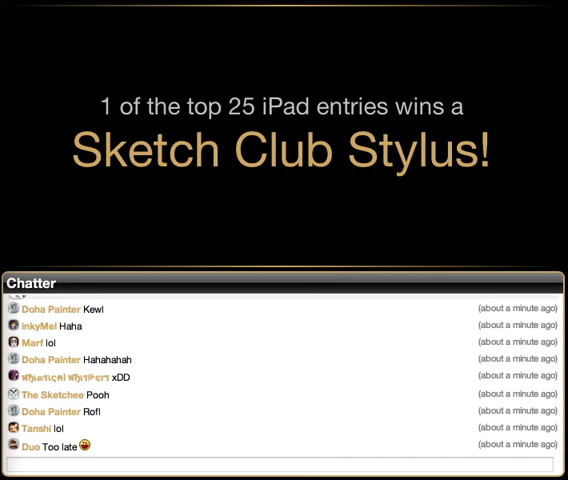 1 of the top 25 iPad entries wins a
Sketch Club Stylus!
Chatter
Doha Painter Kewl (about a minute ago)
inkyMel Haha (about a minute ago)
Marf lol (about a minute ago)
Doha Painter Hahahahah (about a minute ago)
xDD (about a minute ago)
The Sketchee Pooh (about a minute ago)
Doha Painter Rofl (about a minute ago)
Tanshi lol (about a minute ago)
Duo Too late (about a minute ago)